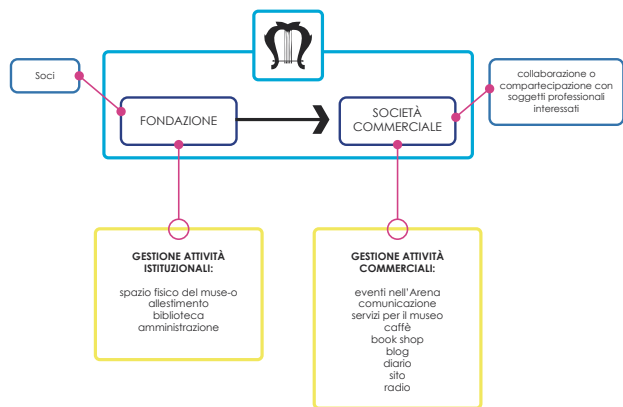 Soci
FONDAZIONE
SOCIETÀ
COMMERCIALE
collaborazione o
compartecipazione con
soggetti professionali
interessati
GESTIONE ATTIVITÀ
ISTITUZIONALI:
spazio fisico del muse-o
allestimento
biblioteca
amministrazione
GESTIONE ATTIVITÀ
COMMERCIALI:
eventi nell'Arena
comunicazione
servizi per il museo
caffè
book shop
blog
diario
sito
radio